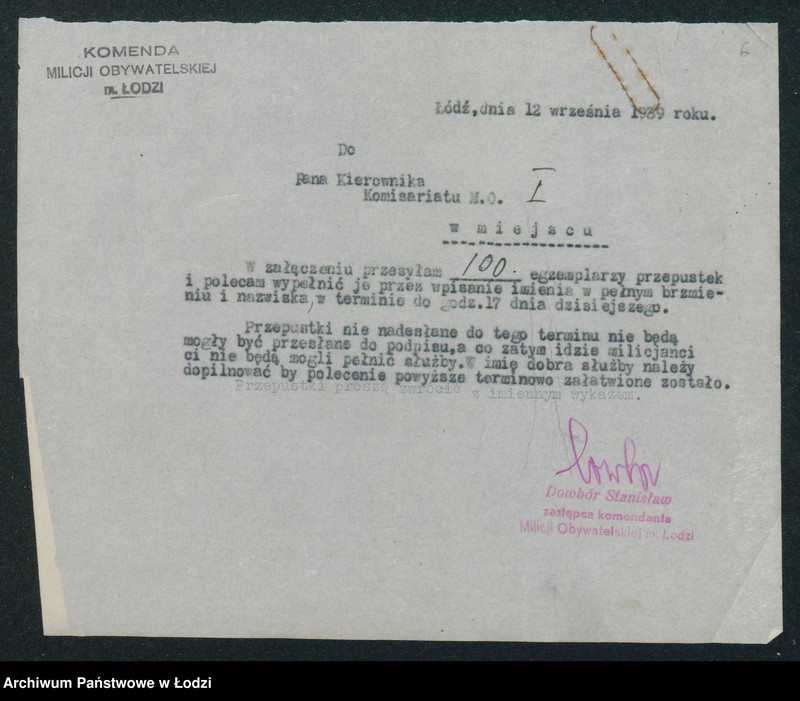 6
KOMENDA
MILICJI OBYWATELSKIEJ
m. ŁODZI
Łódź,dnia 12 września 1939 roku.
Do
Pana Kierownika
Komisariatu M.O. I
w miejscu
W załączeniu przesyłam 100. egzemplarzy przepustek
i polecam wypełnić je przez wpisanie imienia w pełnym brzmie-
niu i nazwiska, w terminie do godz.17 dnia dzisiejszego.
Przepustki nie nadesłane do tego terminu nie będą
mogły być przesłane do podpisu,a co zatym idzie milicjanci
ci nie będą mogli pełnić służby.W imię dobra służby należy
dopilnować by polecenie powyższe terminowo załatwione zostało.
Przepustki proszę zwrócić z imiennym wykazem.
Dowbór Stanisław
zastępca komendanta
Milicji Obywatelskiej m. Łodzi
Archiwum Państwowe w Łodzi